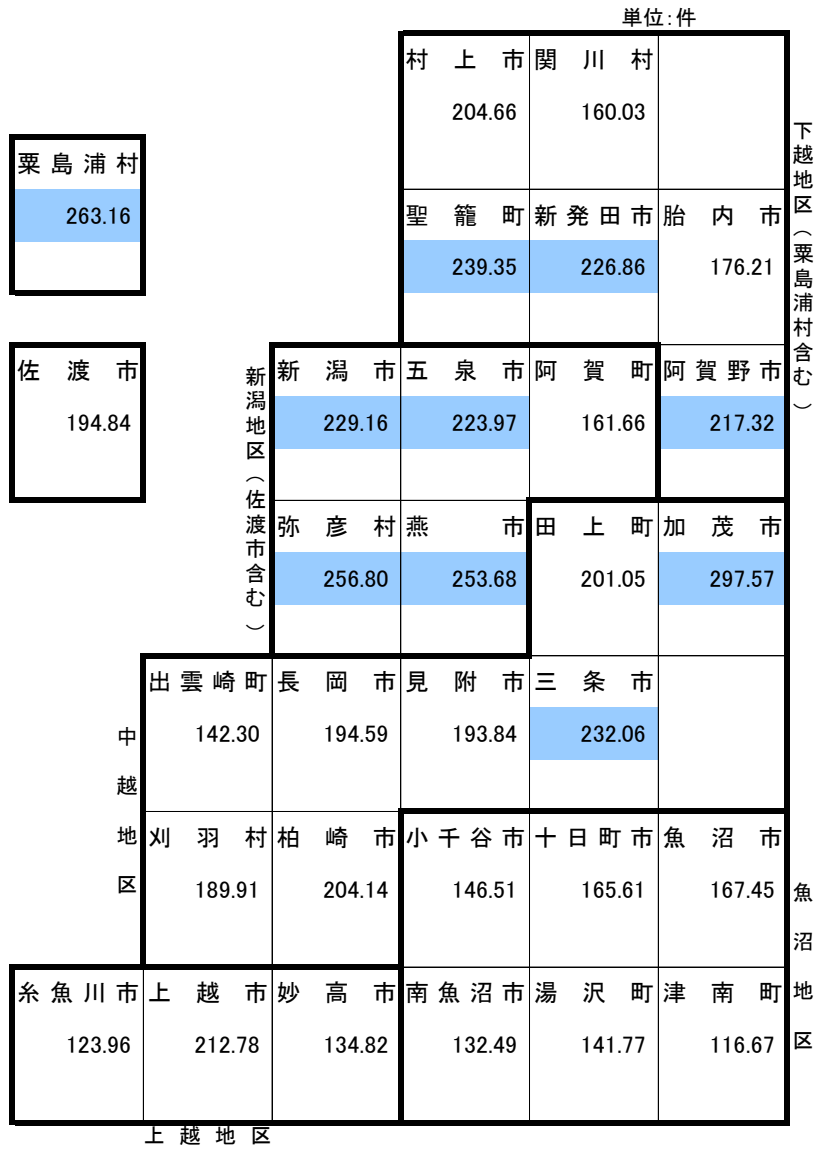 単位：件
村上市 関川村
204.66 160.03
粟島浦村
263.16
下越地区（粟島浦村含む）
聖籠町 新発田市 胎内市
239.35 226.86 176.21
佐渡市
194.84
新潟地区（佐渡市含む）
新潟市 五泉市 阿賀町 阿賀野市
229.16 223.97 161.66 217.32
弥彦村 燕市 田上町 加茂市
256.80 253.68 201.05 297.57
出雲崎町 長岡市 見附市 三条市
142.30 194.59 193.84 232.06
中越地区
刈羽村 柏崎市 小千谷市 十日町市 魚沼市
189.91 204.14 146.51 165.61 167.45
魚沼地区
糸魚川市 上越市 妙高市 南魚沼市 湯沢町 津南町
123.96 212.78 134.82 132.49 141.77 116.67
上越地区